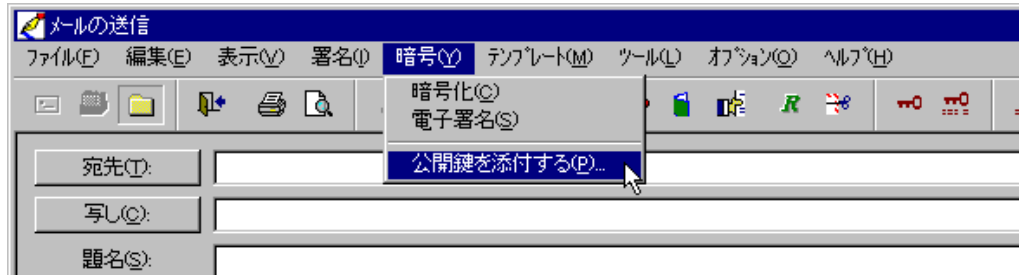 メールの送信
ファイル(F) 編集(E) 表示(V) 署名(I) 暗号(Y) テンプレート(M) ツール(L) オプション(O) ヘルプ(H)
暗号化(C)
電子署名(S)
公開鍵を添付する(P)...
宛先(T):
写し(C):
題名(S):